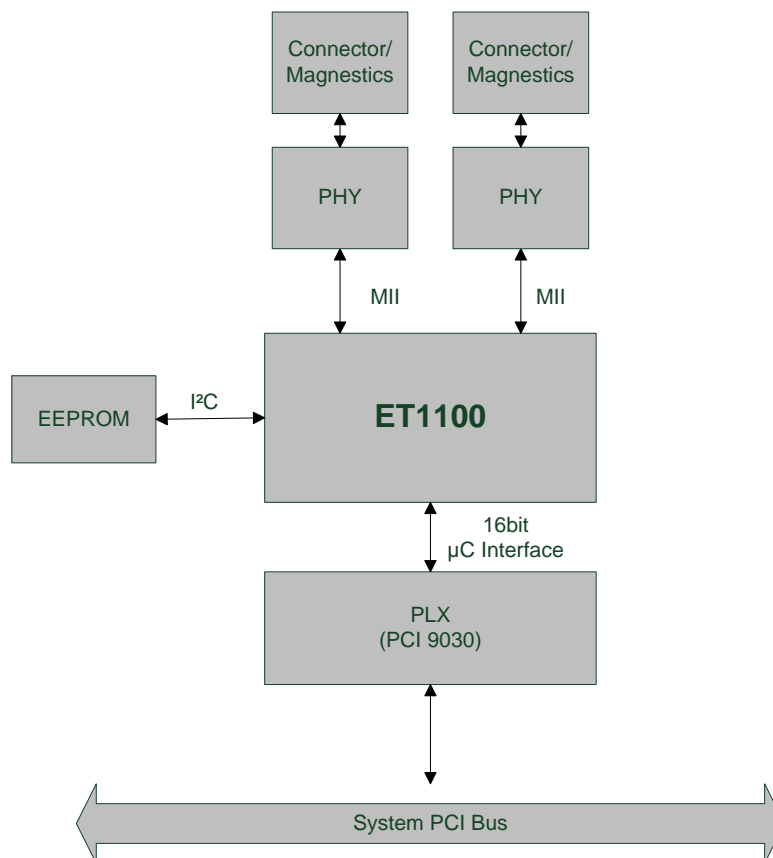 Connector/
Magnestics
Connector/
Magnestics
PHY
PHY
MII
MII
I²C
EEPROM
ET1100
16bit
µC Interface
PLX
(PCI 9030)
System PCI Bus